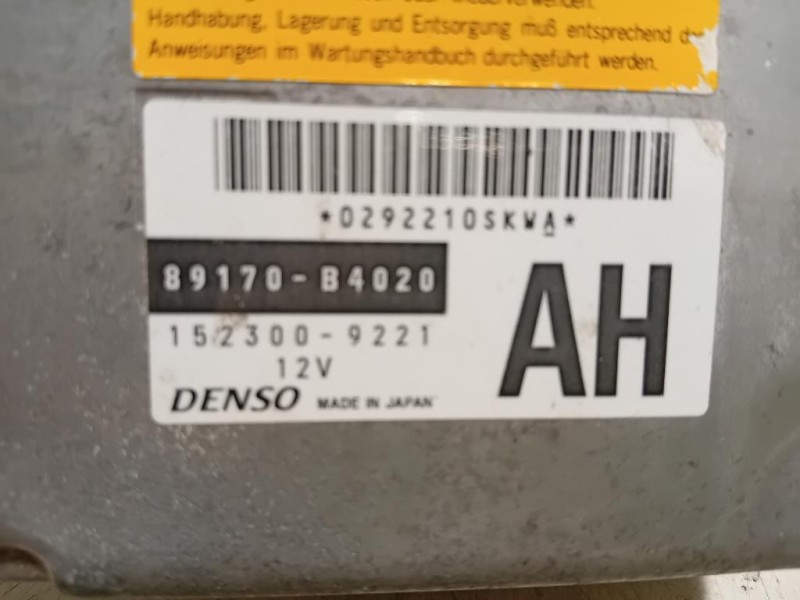 Handhabung, Lagerung und Entsorgung muß entsprechend
Anweisungen im Wartungshandbuch durchgeführt werden.
*0292210SKWA*
89170-B4020
152300-9221
12V
AH
DENSO MADE IN JAPAN